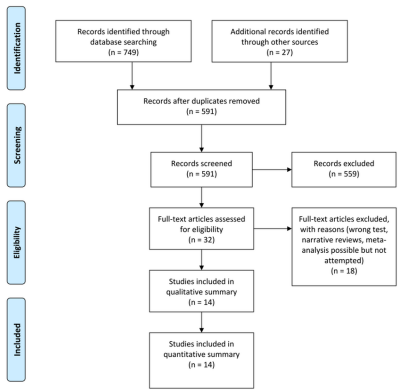 Identification
Records identified through
database searching
(n = 749)
Additional records identified
through other sources
(n = 27)
Records after duplicates removed
(n = 591)
Screening
Records screened
(n = 591)
Records excluded
(n = 559)
Eligibility
Full-text articles assessed
for eligibility
(n = 32)
Full-text articles excluded,
with reasons (wrong test,
narrative reviews, meta-
analysis possible but not
attempted)
(n = 18)
Studies included in
qualitative summary
(n = 14)
Included
Studies included in
quantitative summary
(n = 14)